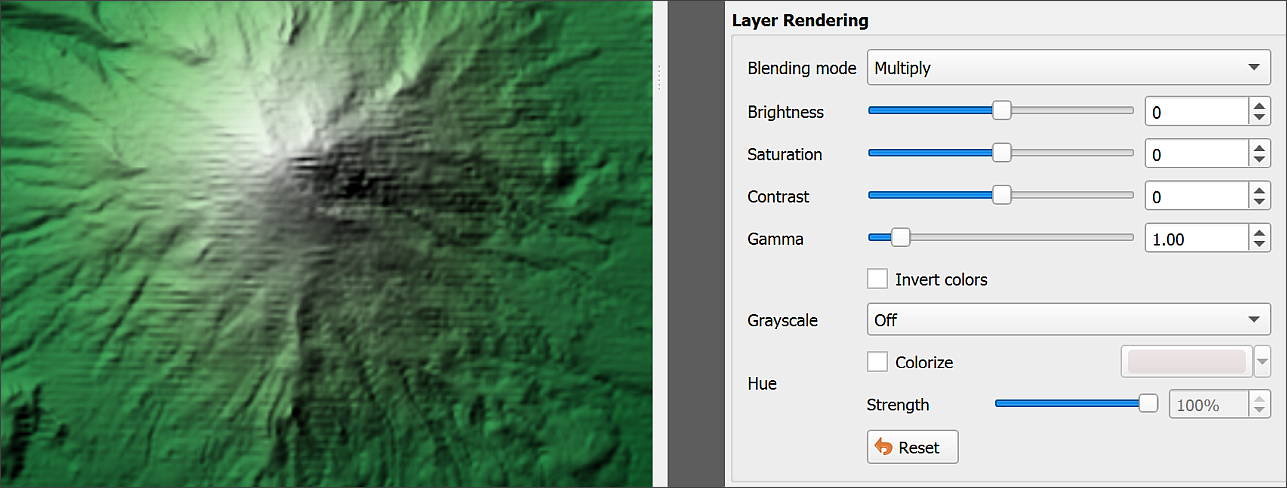 Layer Rendering
Blending mode Multiply
Brightness 0
Saturation 0
Contrast 0
Gamma 1.00
Invert colors
Grayscale Off
Colorize
Hue
Strength 100%
Reset